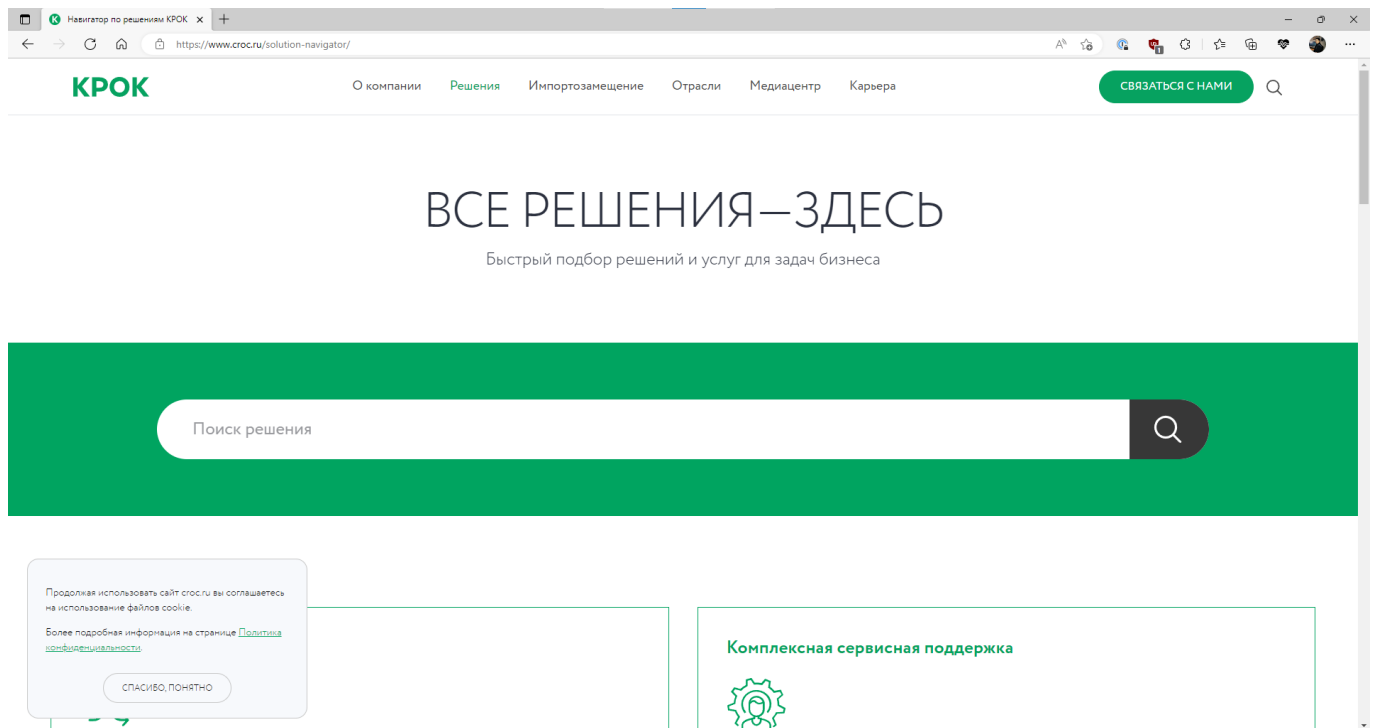 Навигатор по решениям КРОК
https://www.croc.ru/solution-navigator/
КРОК
О компании
Решения
Импортозамещение
Отрасли
Медиацентр
Карьера
СВЯЗАТЬСЯ С НАМИ
ВСЕ РЕШЕНИЯ—ЗДЕСЬ
Быстрый подбор решений и услуг для задач бизнеса
Поиск решения
Продолжая использовать сайт croc.ru вы соглашаетесь
на использование файлов cookie.
Более подробная информация на странице Политика
конфиденциальности.
СПАСИБО, ПОНЯТНО
Комплексная сервисная поддержка